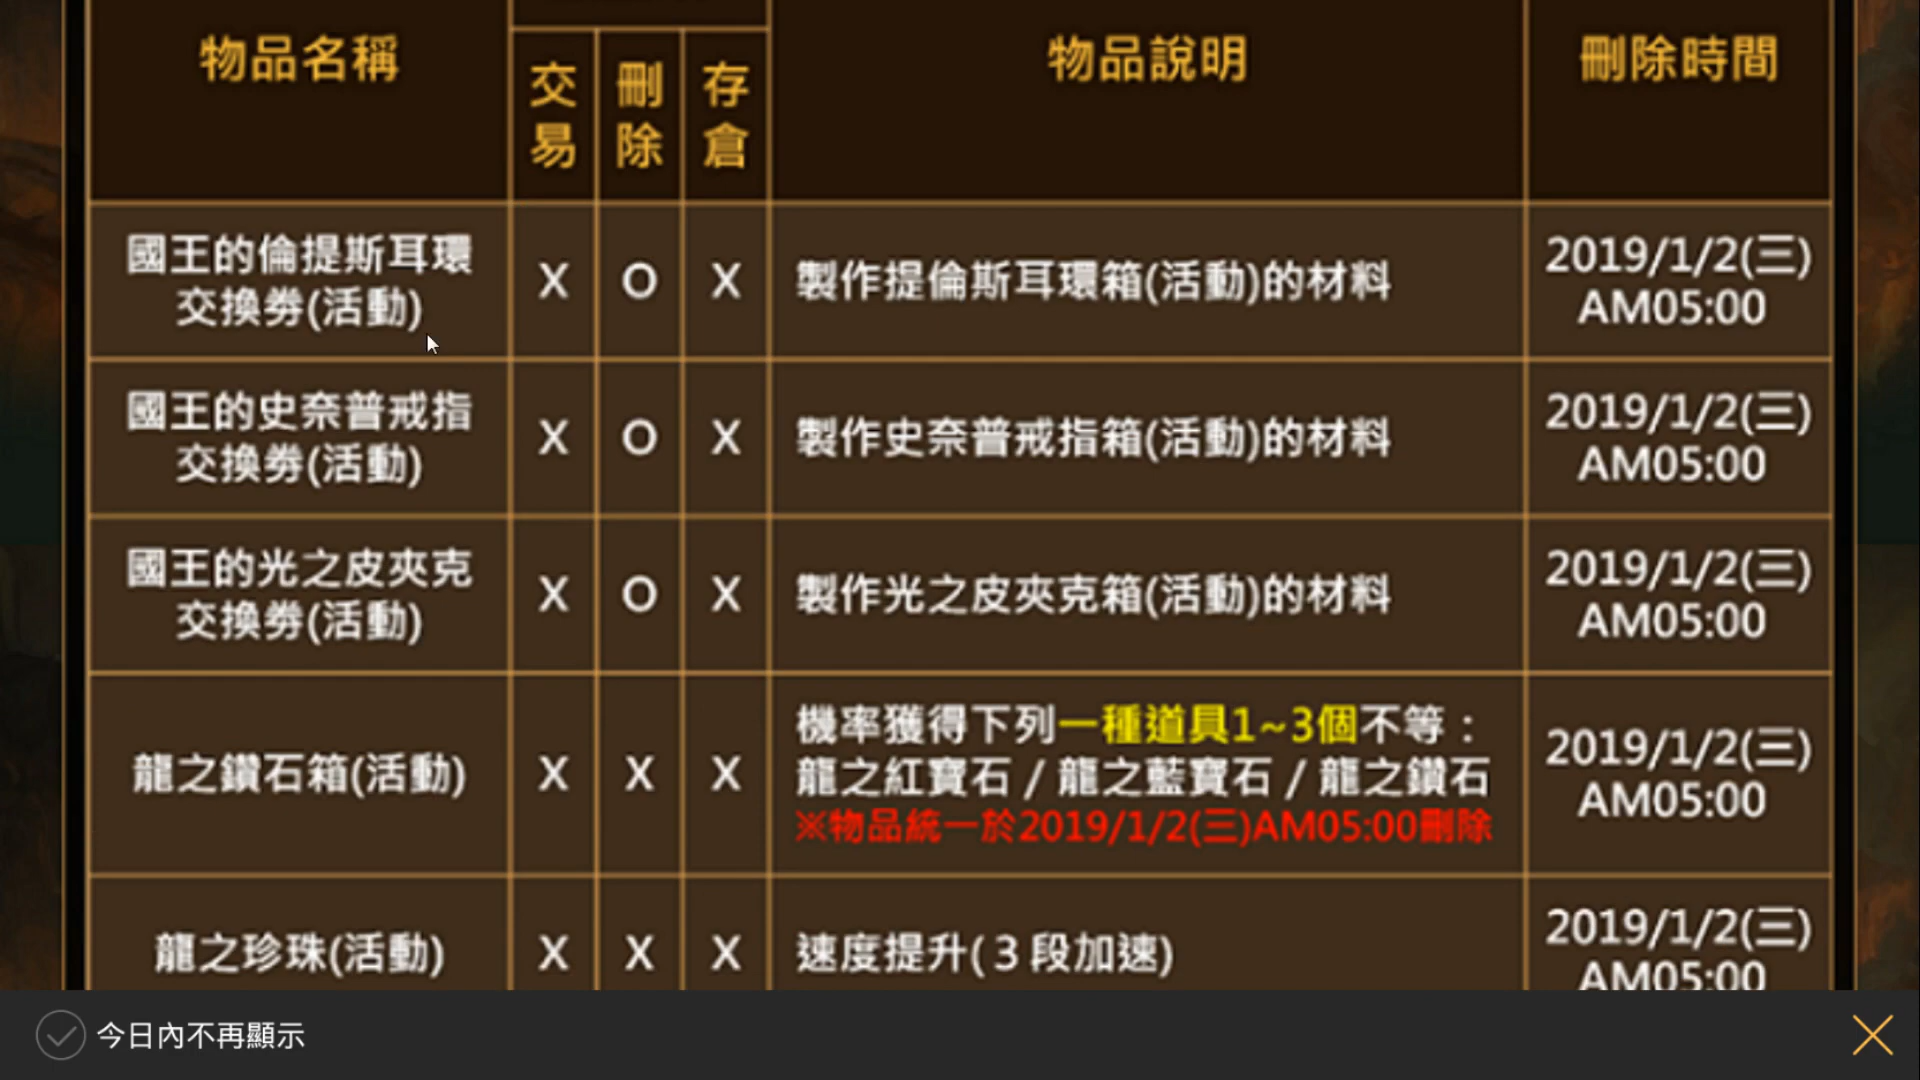 物品名稱
交易
刪除
存倉
物品說明
刪除時間
國王的倫提斯耳環
交換券(活動)
X
O
X
製作提倫斯耳環箱(活動)的材料
2019/1/2(三)
AM05:00
國王的史奈普戒指
交換券(活動)
X
O
X
製作史奈普戒指箱(活動)的材料
2019/1/2(三)
AM05:00
國王的光之皮夾克
交換券(活動)
X
O
X
製作光之皮夾克箱(活動)的材料
2019/1/2(三)
AM05:00
龍之鑽石箱(活動)
X
X
X
機率獲得下列一種道具1~3個不等：
龍之紅寶石 / 龍之藍寶石 / 龍之鑽石
※物品統一於2019/1/2(三)AM05:00刪除
2019/1/2(三)
AM05:00
龍之珍珠(活動)
X
X
X
速度提升(３段加速)
2019/1/2(三)
AM05:00
今日內不再顯示